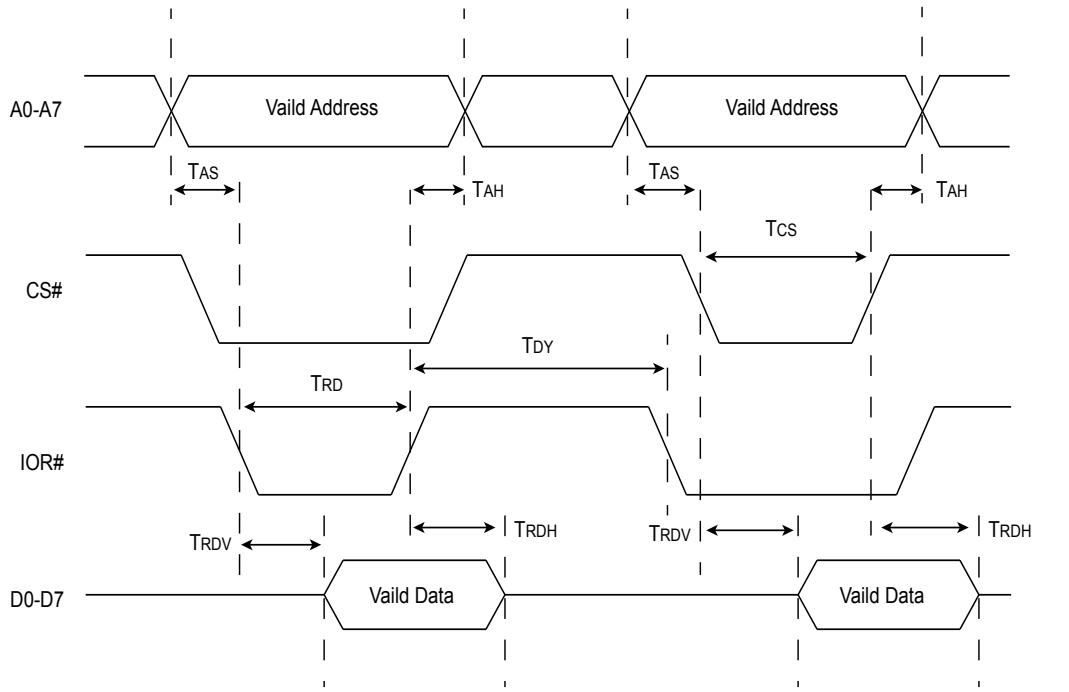 A0-A7
Vaild Address
Vaild Address
TAS
TAH
TAS
TAH
TCS
CS#
TDY
TRD
IOR#
TRDV
TRDH
TRDV
TRDH
D0-D7
Vaild Data
Vaild Data